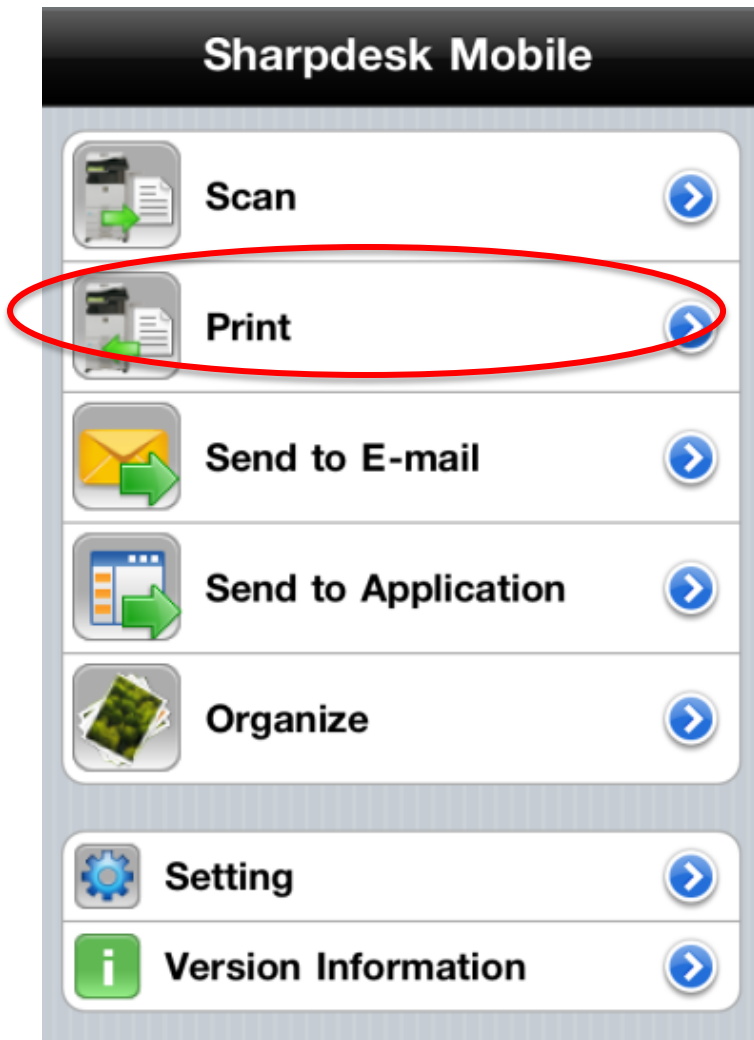 Sharpdesk Mobile
Scan
Print
Send to E-mail
Send to Application
Organize
Setting
i Version Information